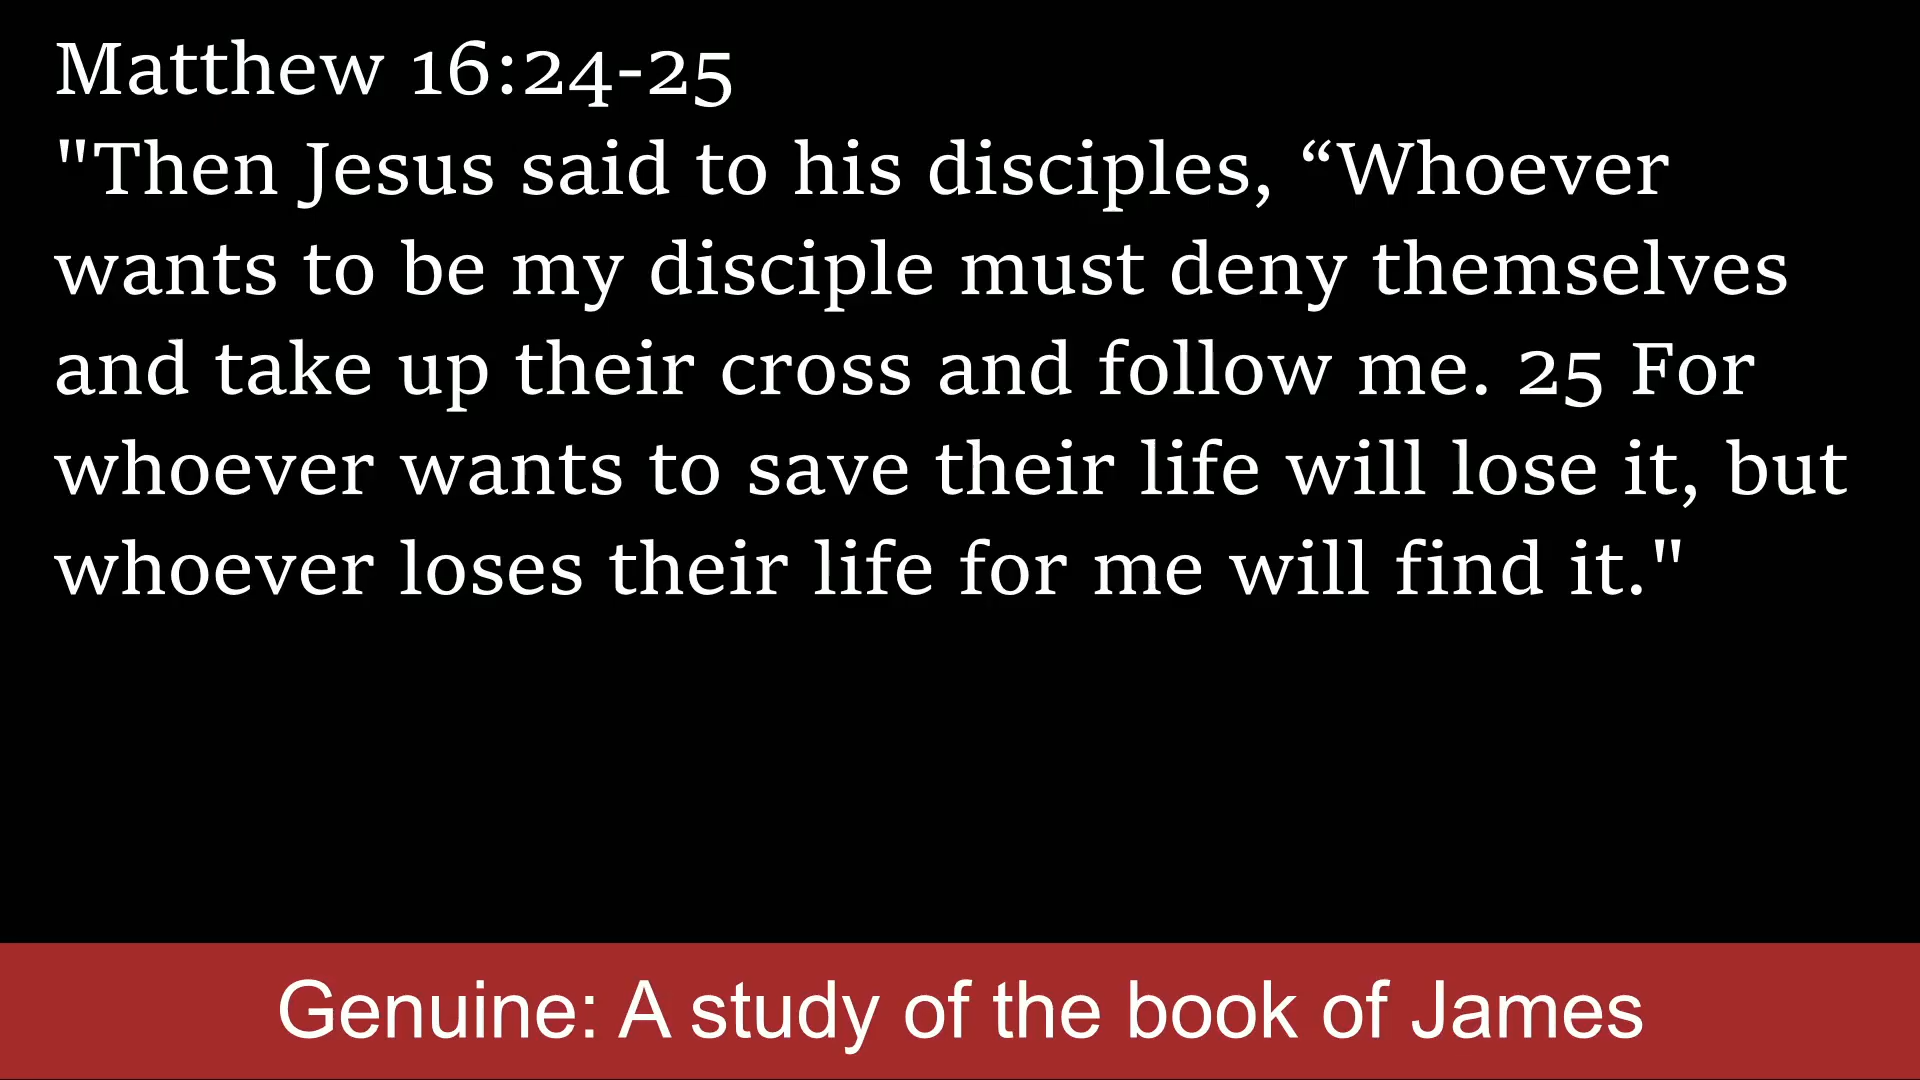 Matthew 16:24-25
"Then Jesus said to his disciples, “Whoever
wants to be my disciple must deny themselves
and take up their cross and follow me. 25 For
whoever wants to save their life will lose it, but
whoever loses their life for me will find it."
Genuine: A study of the book of James